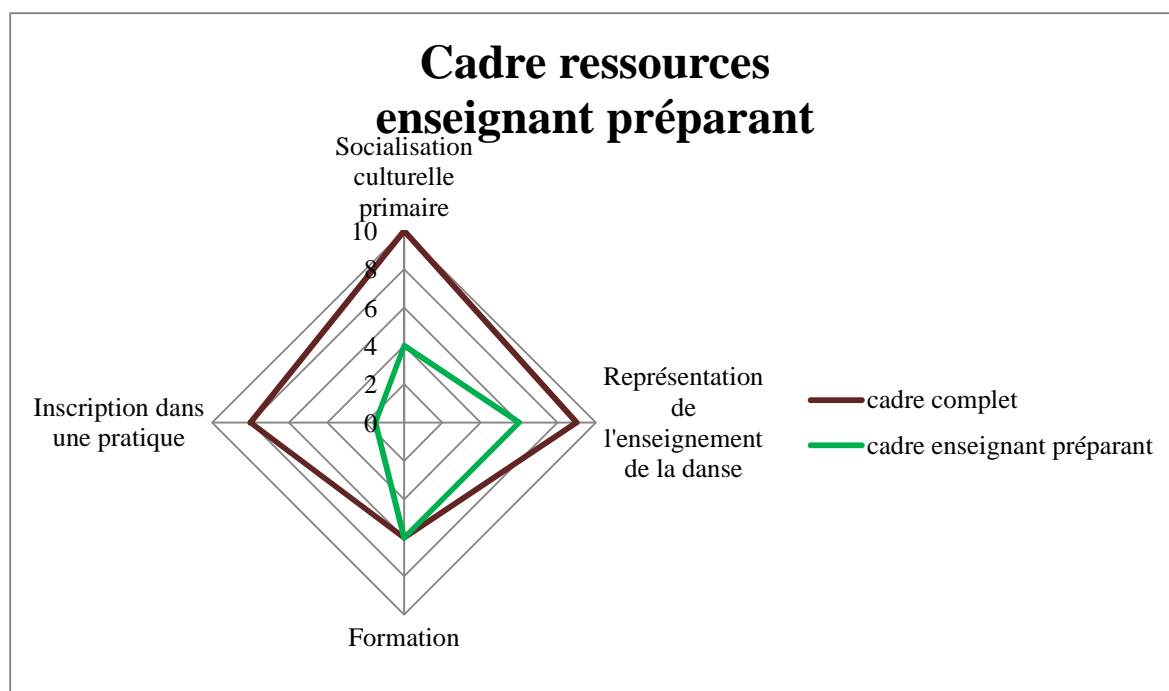 Cadre ressources
enseignant préparant
Socialisation
culturelle
primaire
10
8
6
4
2
0
Représentation
de
l'enseignement
de la danse
Inscription dans
une pratique
Formation
cadre complet
cadre enseignant préparant